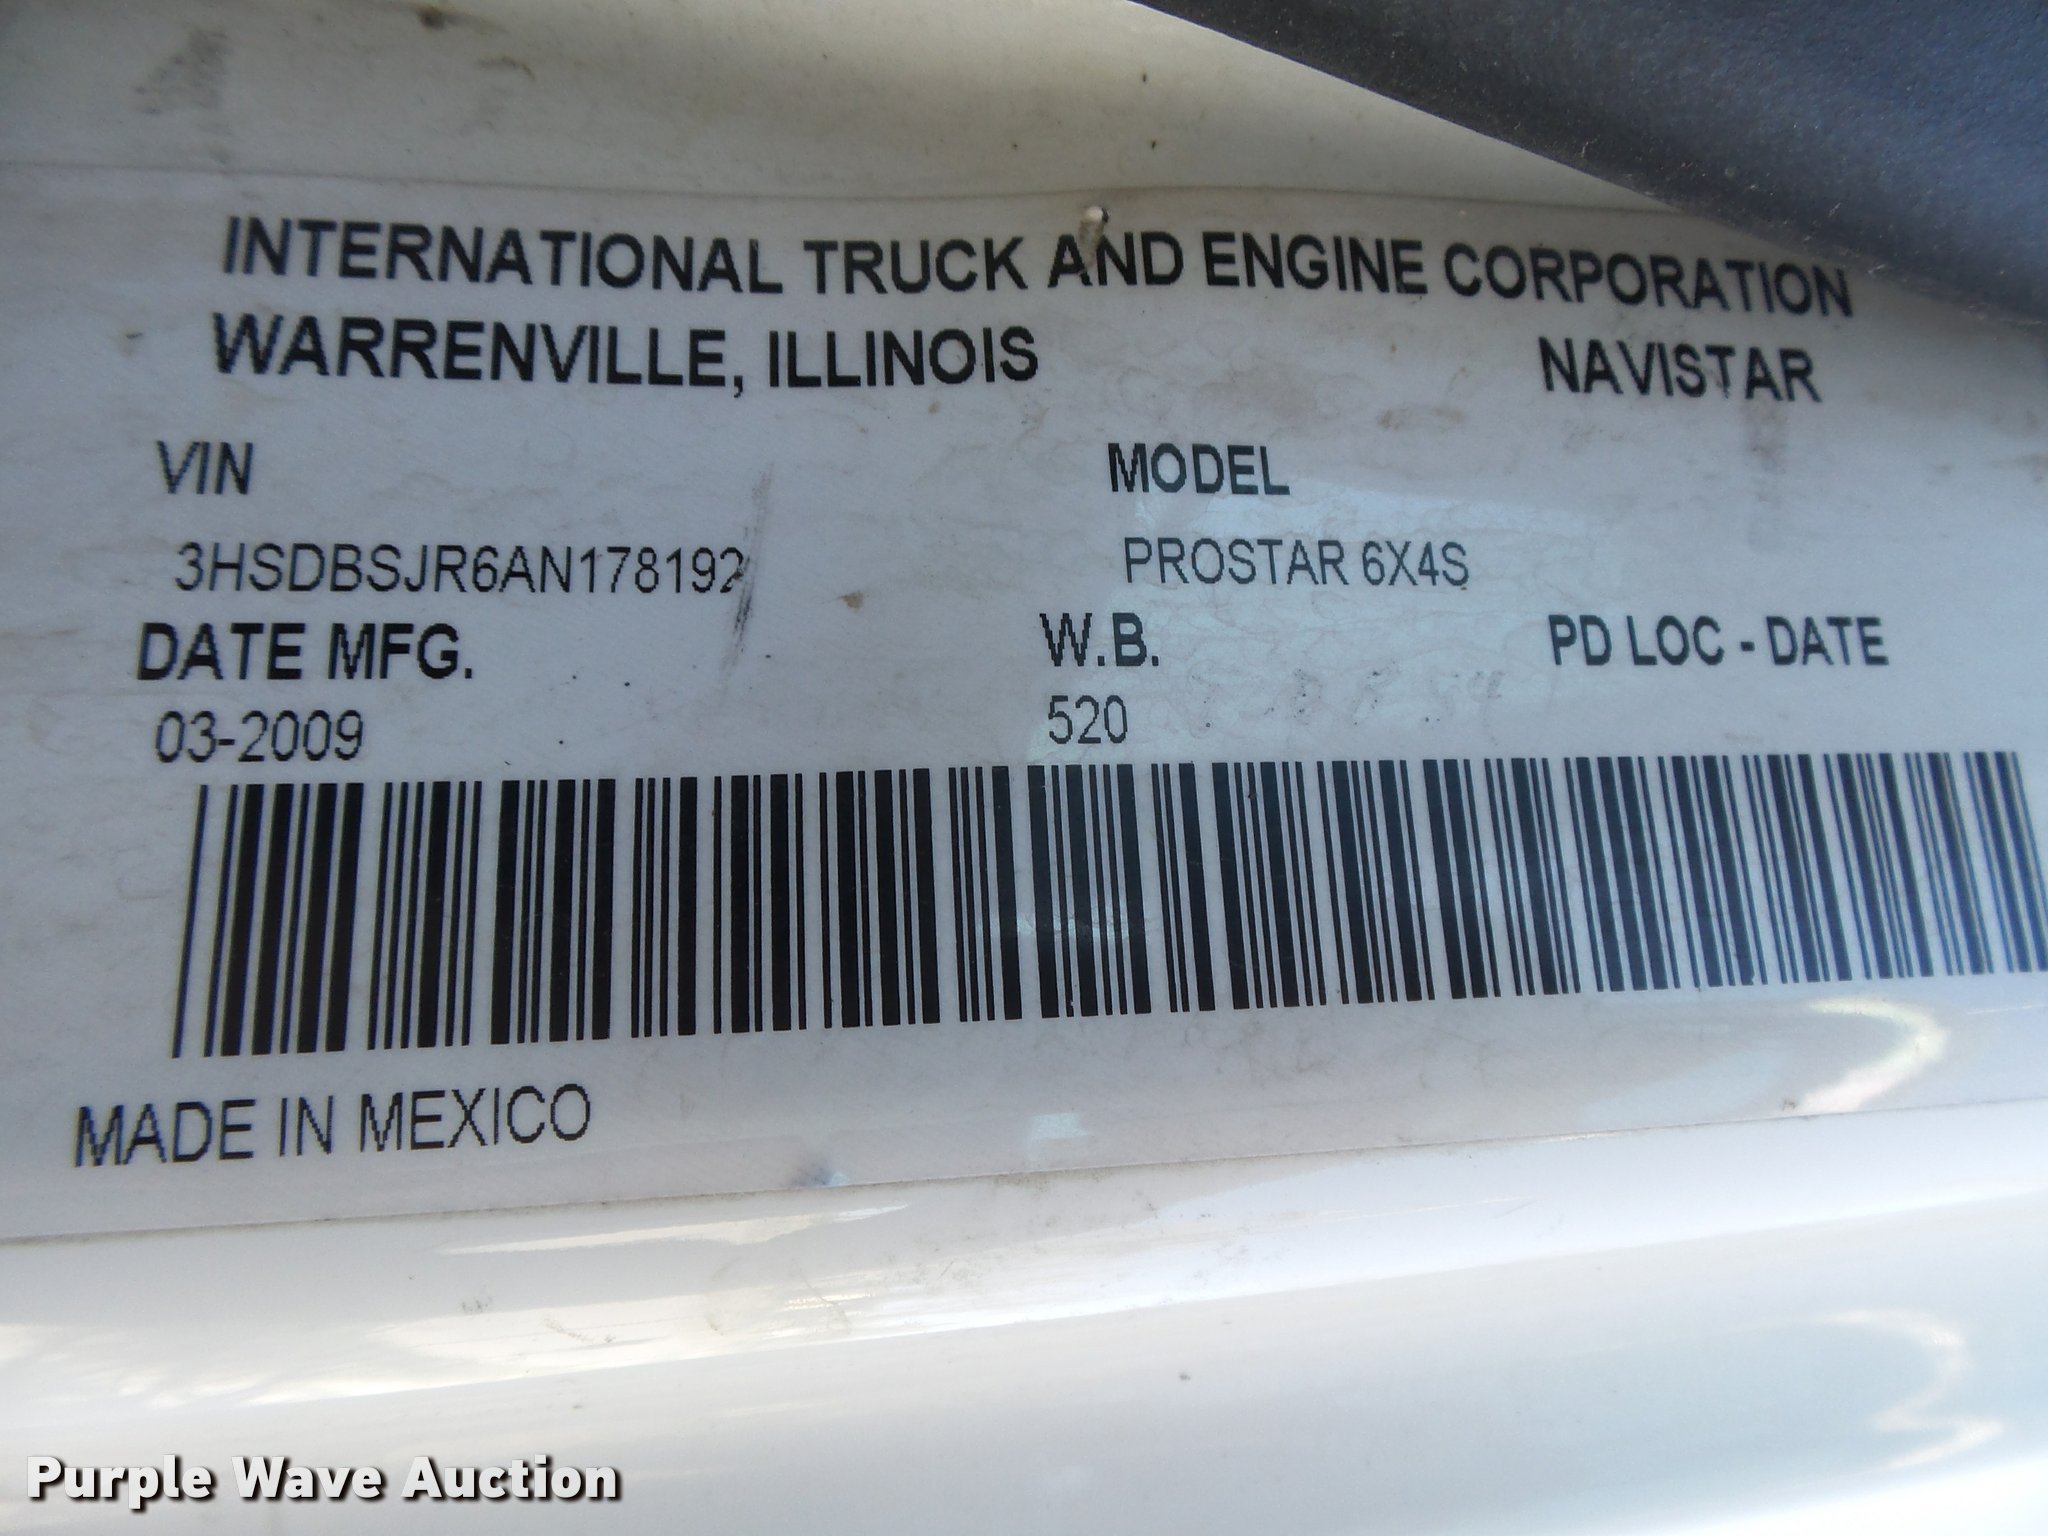 INTERNATIONAL TRUCK AND ENGINE CORPORATION
WARRENVILLE, ILLINOIS NAVISTAR
VIN MODEL
3HSDBSJR6AN178192 PROSTAR 6X4S
DATE MFG. W.B. PD LOC - DATE
03-2009 520
MADE IN MEXICO
Purple Wave Auction